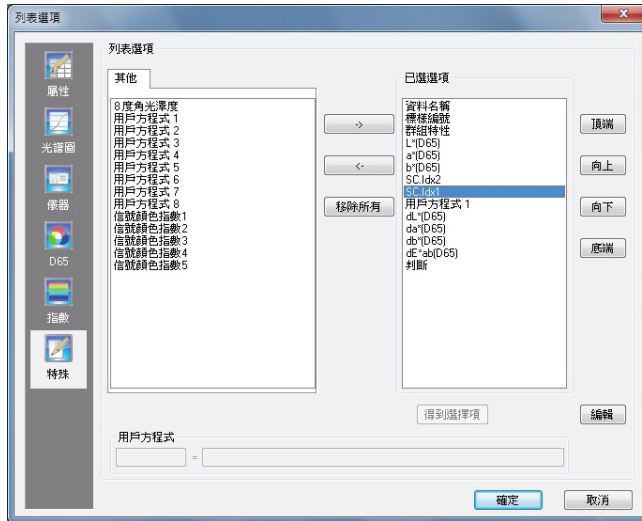 列表選項
屬性
光譜圖
儀器
D65
指數
特殊
列表選項
其他
8度角光澤度
用戶方程式 1
用戶方程式 2
用戶方程式 3
用戶方程式 4
用戶方程式 5
用戶方程式 6
用戶方程式 7
用戶方程式 8
信號顏色指數1
信號顏色指數2
信號顏色指數3
信號顏色指數4
信號顏色指數5
->
<-
移除所有
已選選項
資料名稱
標樣編號
群組特性
L*(D65)
a*(D65)
b*(D65)
SC.Idx2
SC.Idx1
用戶方程式 1
dL*(D65)
da*(D65)
db*(D65)
dE*ab(D65)
判斷
頂端
向上
向下
底端
得到選擇項
編輯
用戶方程式
=
確定
取消